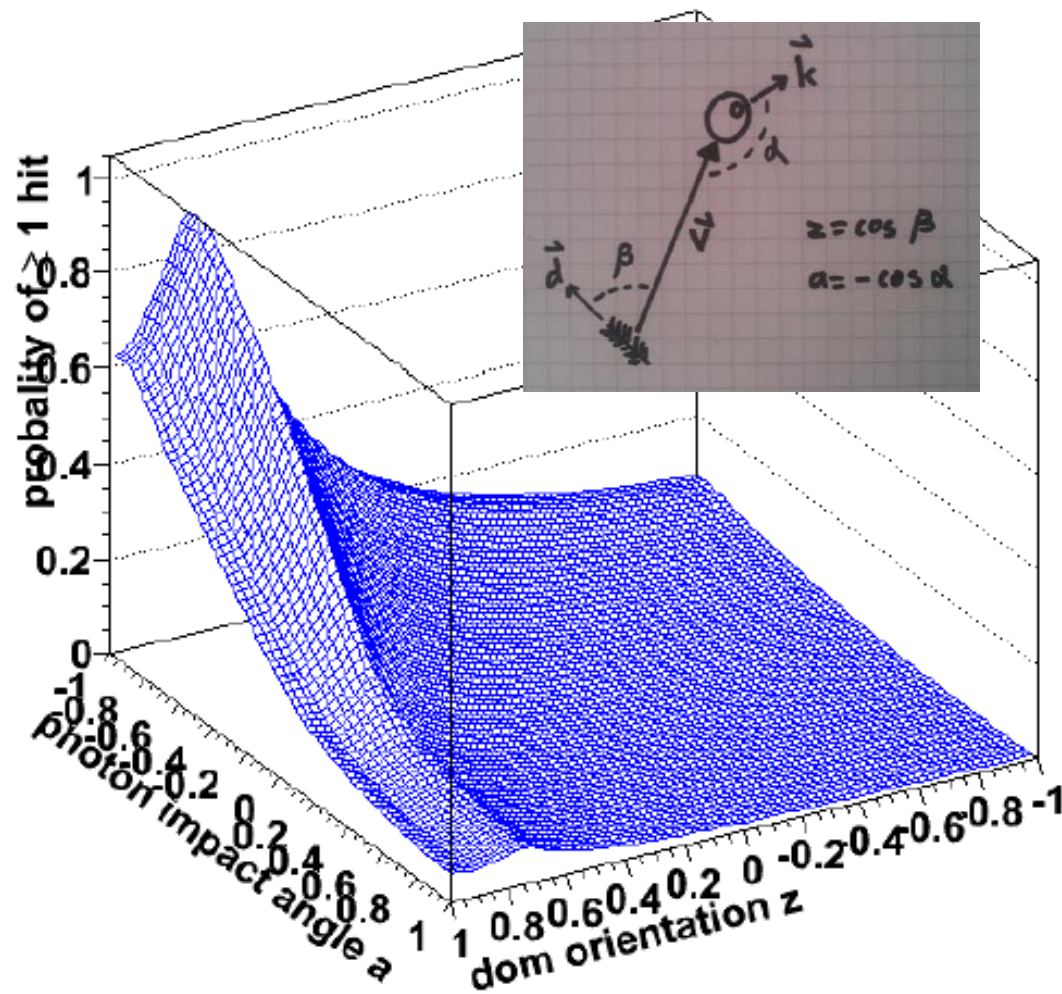 probality of ≥ 1 hit
1
0.8
0.6
0.4
0.2
0
-1
-0.8
-0.6
-0.4
-0.2
0
0.2
0.4
0.6
0.8
1
photon impact angle a
1
0.8
0.6
0.4
0.2
0
-0.2
-0.4
-0.6
-0.8
-1
dom orientation z
k
α
v
d
β
z = cos β
a = - cos α